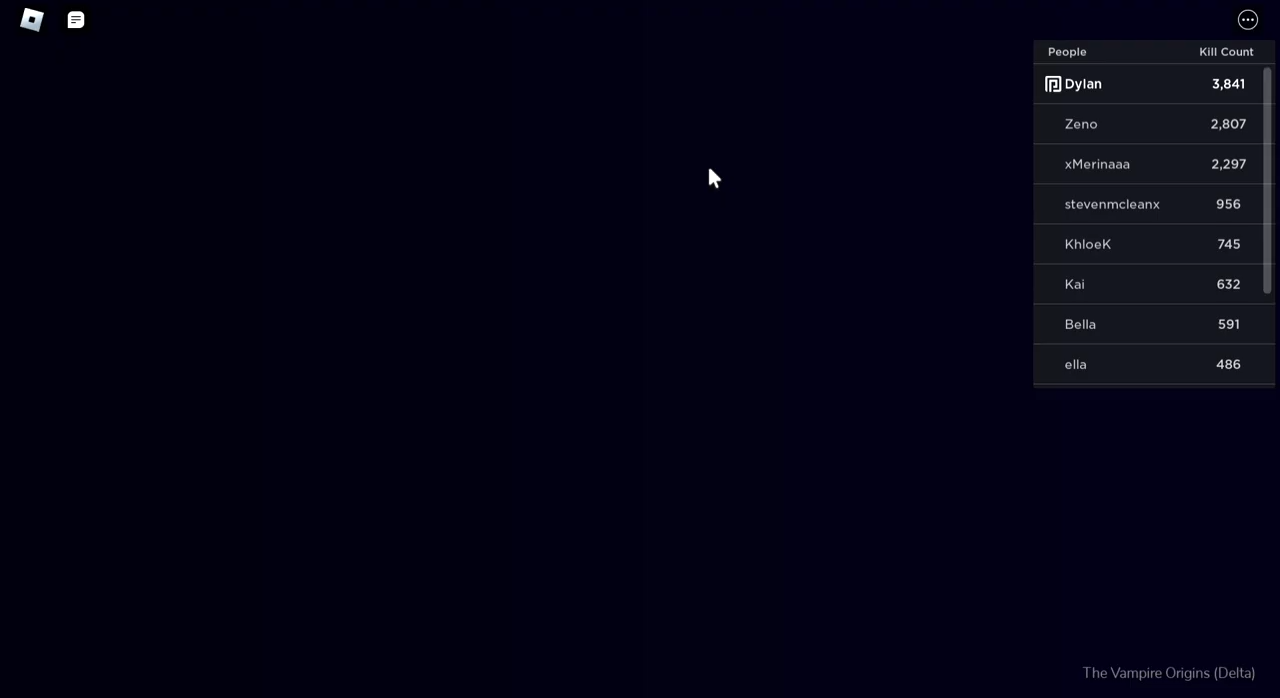 People Kill Count
Dylan 3,841
Zeno 2,807
xMerinaaa 2,297
stevenmcleanx 956
KhloeK 745
Kai 632
Bella 591
ella 486
The Vampire Origins (Delta)